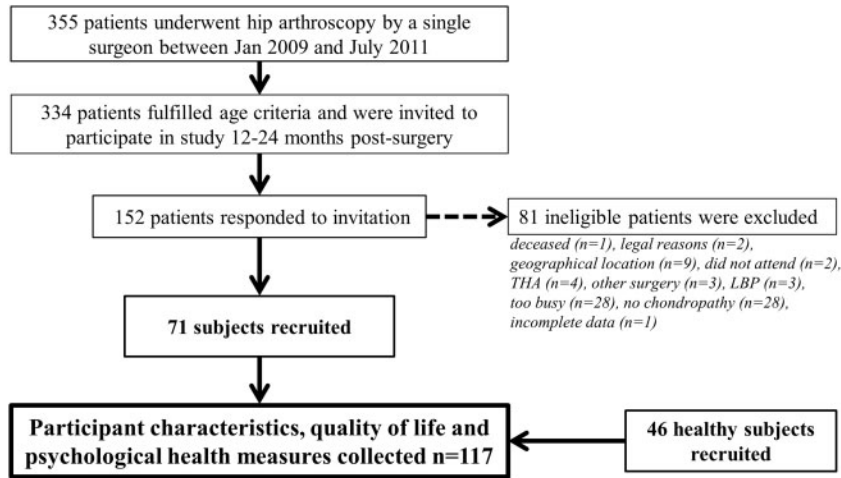 355 patients underwent hip arthroscopy by a single
surgeon between Jan 2009 and July 2011
334 patients fulfilled age criteria and were invited to
participate in study 12-24 months post-surgery
152 patients responded to invitation
81 ineligible patients were excluded
deceased (n=1), legal reasons (n=2),
geographical location (n=9), did not attend (n=2),
THA (n=4), other surgery (n=3), LBP (n=3),
too busy (n=28), no chondropathy (n=28),
incomplete data (n=1)
71 subjects recruited
Participant characteristics, quality of life and
psychological health measures collected n=117
46 healthy subjects
recruited